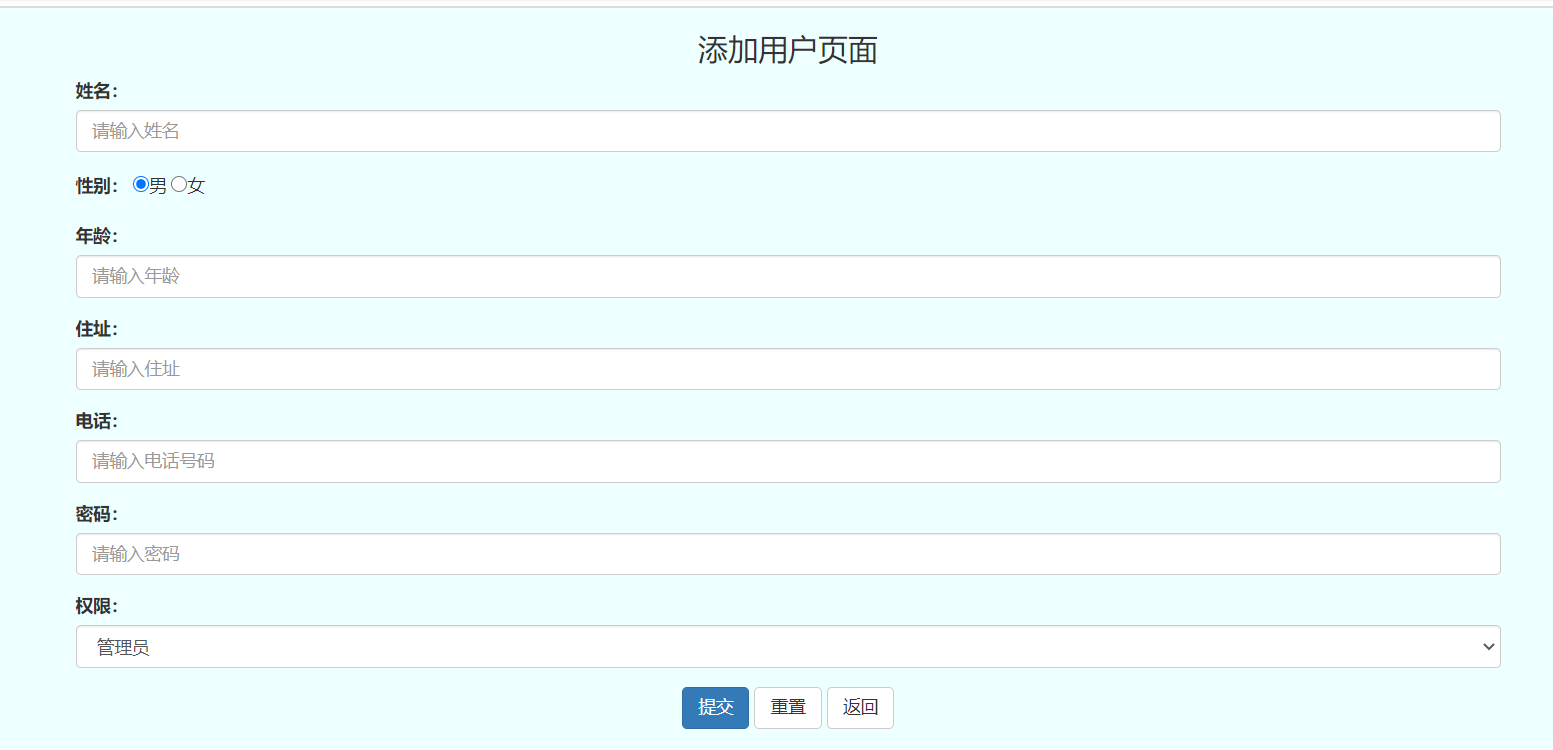 添加用户页面
姓名:
请输入姓名
性别: 男 女
年龄:
请输入年龄
住址:
请输入住址
电话:
请输入电话号码
密码:
请输入密码
权限:
管理员
提交 重置 返回